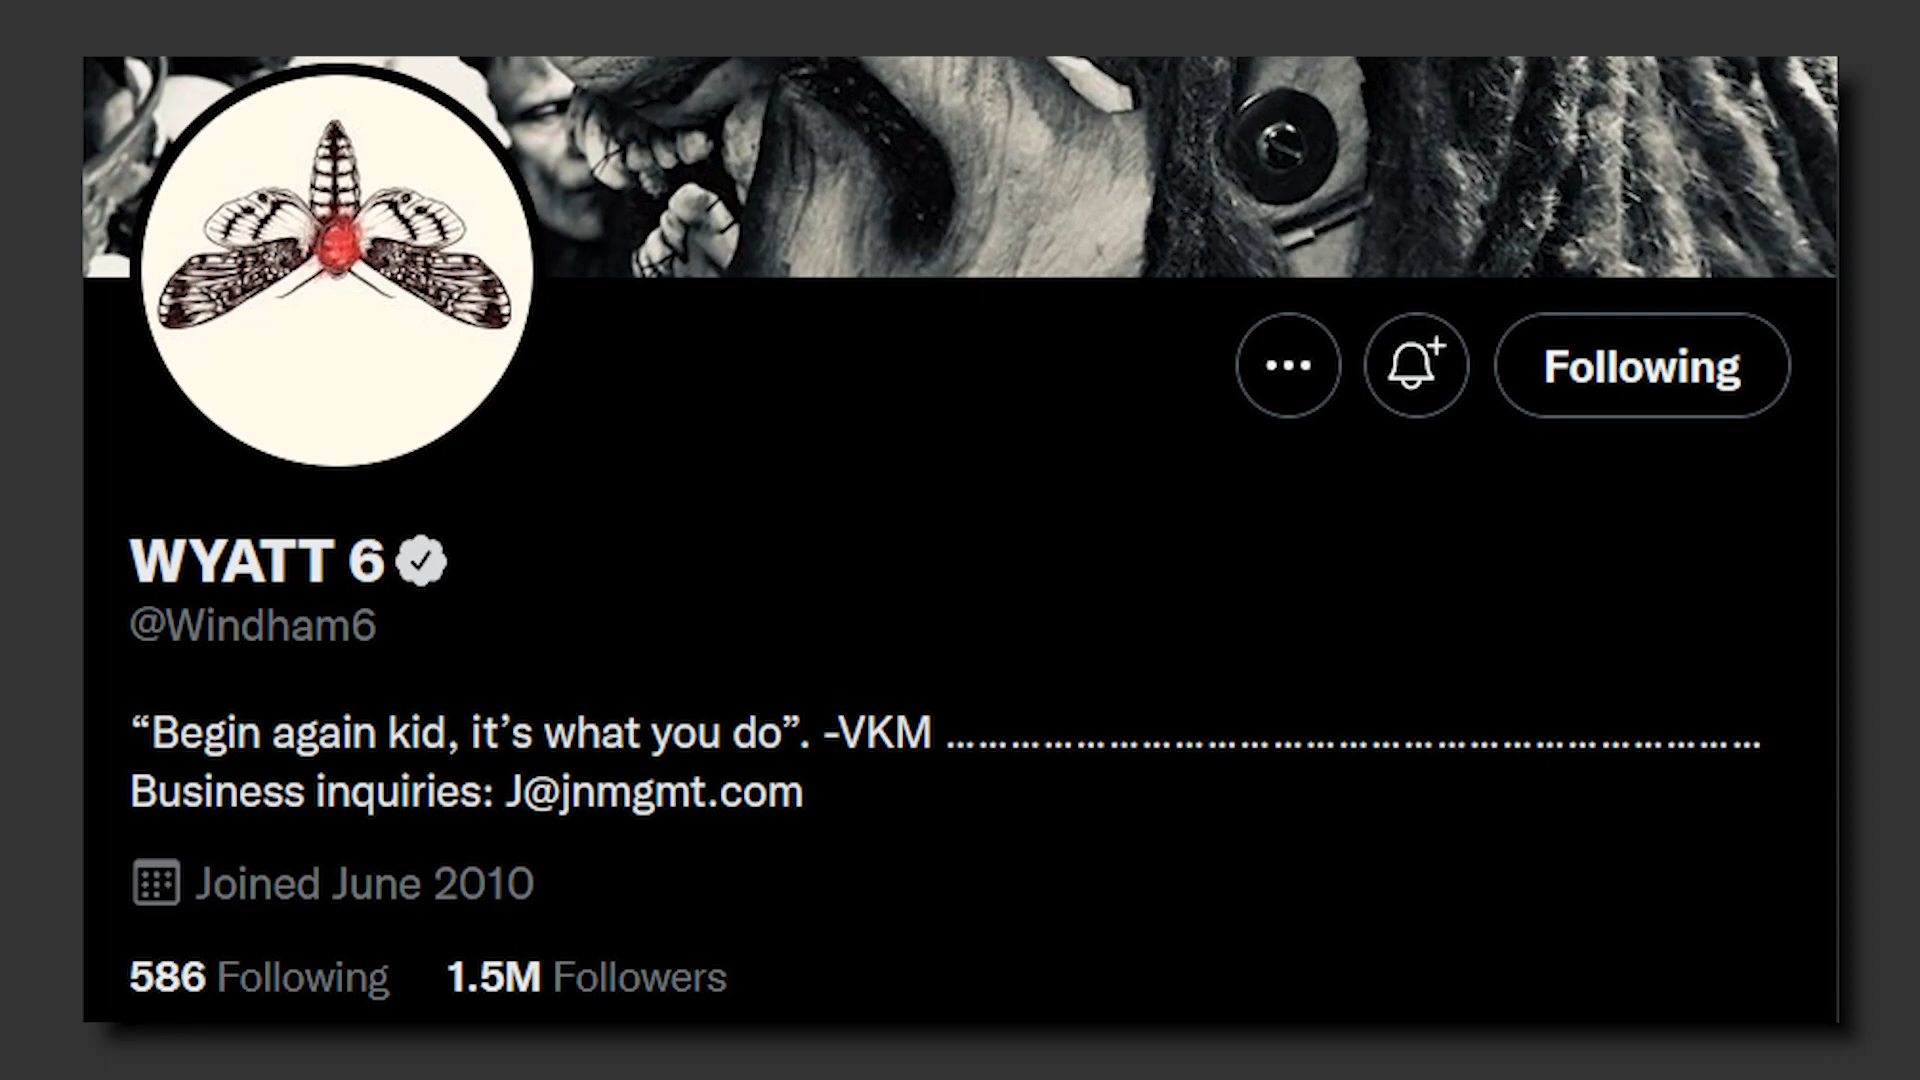 Following
WYATT 6
@Windham6
“Begin again kid, it’s what you do”. -VKM ...........................................................................
Business inquiries: J@jnmgmt.com
Joined June 2010
586 Following 1.5M Followers